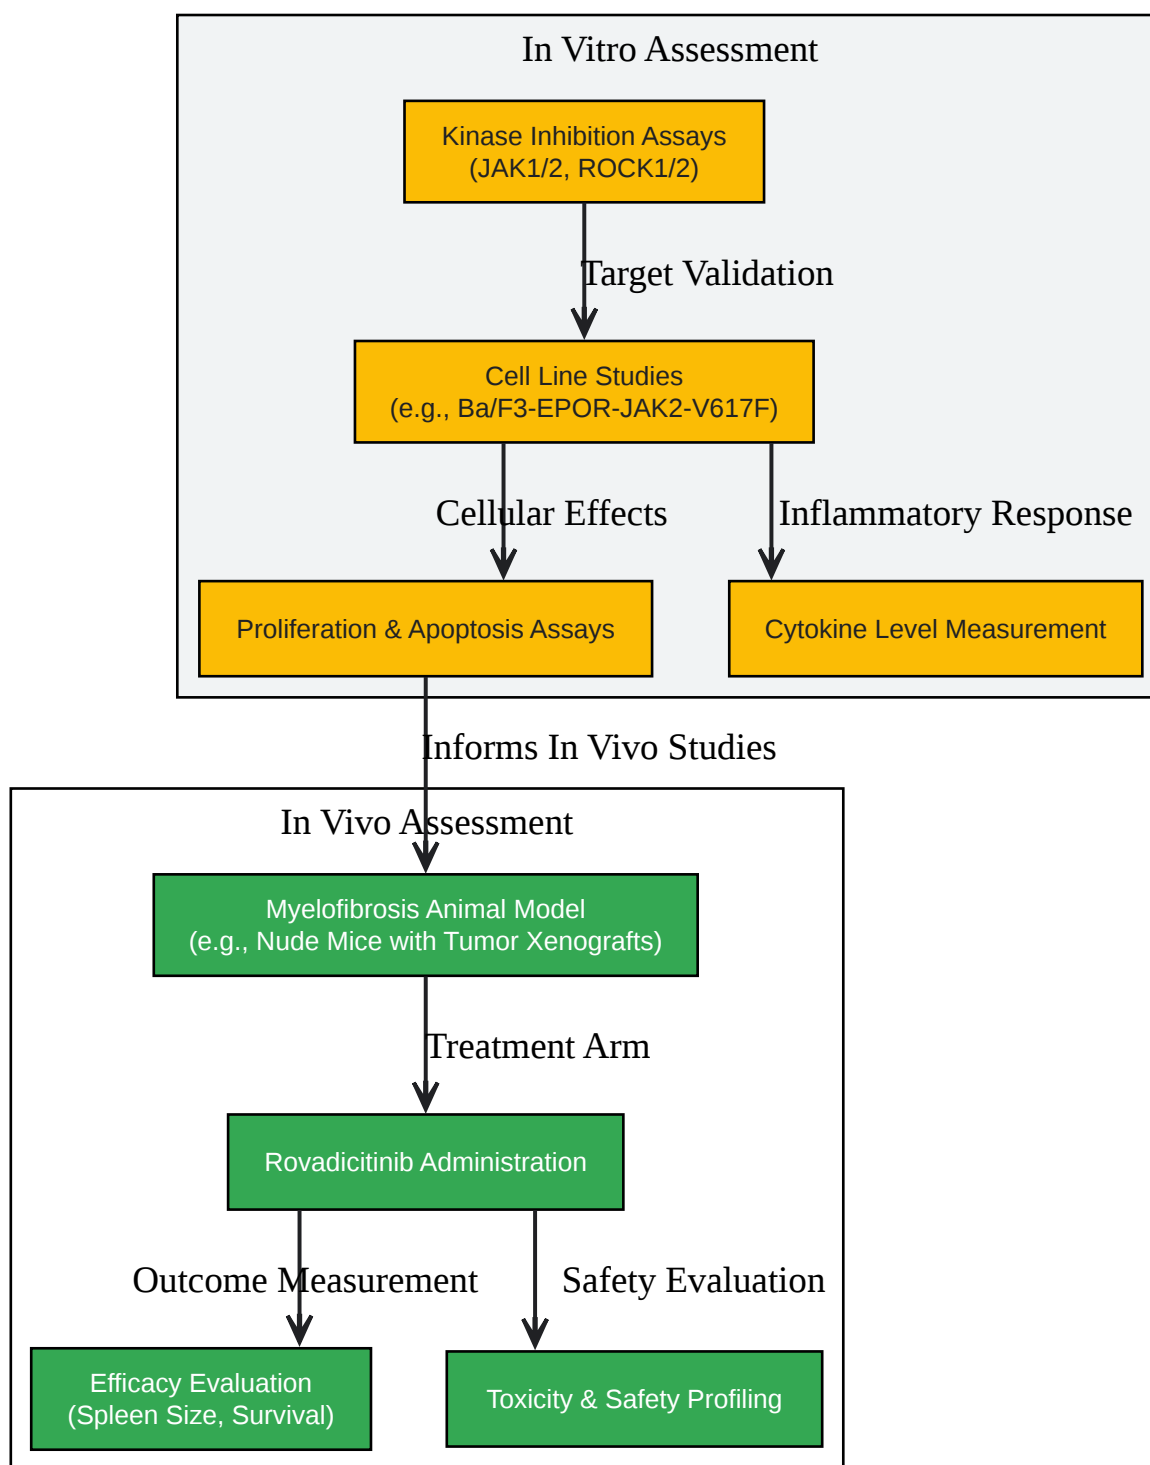 In Vitro Assessment
Kinase Inhibition Assays
(JAK1/2, ROCK1/2)
Target Validation
Cell Line Studies
(e.g., Ba/F3-EPOR-JAK2-V617F)
Cellular Effects
Inflammatory Response
Proliferation & Apoptosis Assays
Cytokine Level Measurement
Informs In Vivo Studies
In Vivo Assessment
Myelofibrosis Animal Model
(e.g., Nude Mice with Tumor Xenografts)
Treatment Arm
Rovadicitinib Administration
Outcome Measurement
Safety Evaluation
Efficacy Evaluation
(Spleen Size, Survival)
Toxicity & Safety Profiling